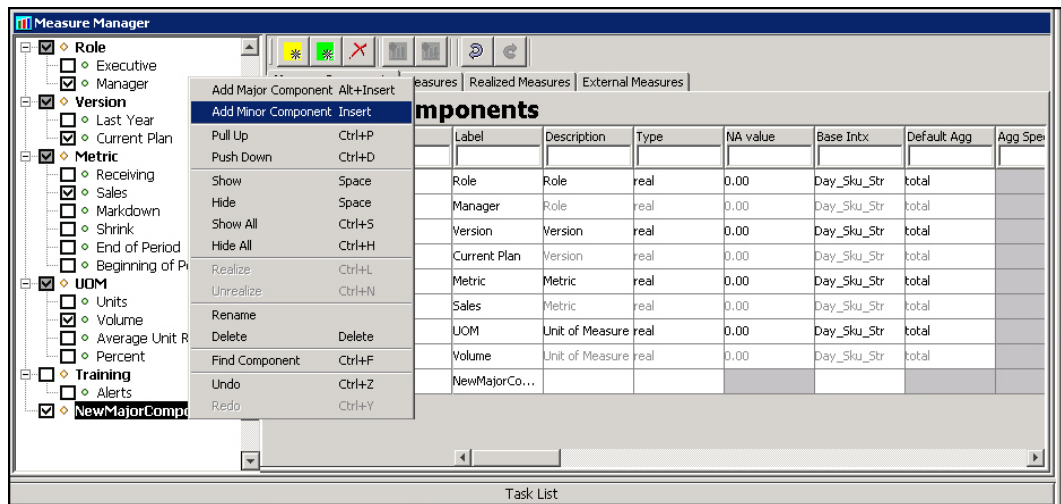 Measure Manager
Role
Executive
Manager
Version
Last Year
Current Plan
Metric
Receiving
Sales
Markdown
Shrink
End of Period
Beginning of
UOM
Units
Volume
Average Unit
Percent
Training
Alerts
NewMajorCompo
Add Major Component Alt+Insert
Add Minor Component Insert
Pull Up Ctrl+P
Push Down Ctrl+D
Show Space
Hide Space
Show All Ctrl+S
Hide All Ctrl+H
Realize Ctrl+L
Unrealize Ctrl+N
Rename
Delete Delete
Find Component Ctrl+F
Undo Ctrl+Z
Redo Ctrl+Y
easures Realized Measures External Measures
mponents
Label Description Type NA value Base Intx Default Agg Agg Spe
Role Role real 0.00 Day_Sku_Str total
Manager Role real 0.00 Day_Sku_Str total
Version Version real 0.00 Day_Sku_Str total
Current Plan Version real 0.00 Day_Sku_Str total
Metric Metric real 0.00 Day_Sku_Str total
Sales Metric real 0.00 Day_Sku_Str total
UOM Unit of Measure real 0.00 Day_Sku_Str total
Volume Unit of Measure real 0.00 Day_Sku_Str total
NewMajorCo...
Task List